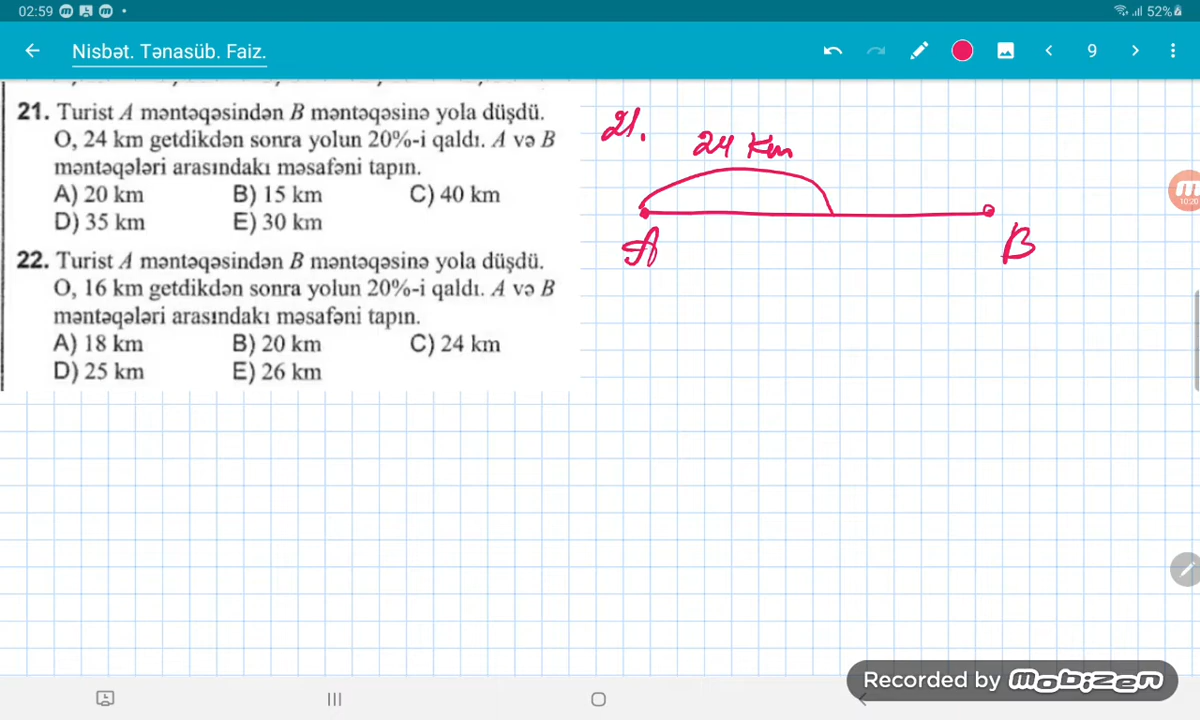 02:59
52%
Nisbət. Tənasüb. Faiz.
9
21. Turist A məntəqəsindən B məntəqəsinə yola düşdü.
O, 24 km getdikdən sonra yolun 20%-i qaldı. A və B
məntəqələri arasındakı məsafəni tapın.
A) 20 km B) 15 km C) 40 km
D) 35 km E) 30 km
22. Turist A məntəqəsindən B məntəqəsinə yola düşdü.
O, 16 km getdikdən sonra yolun 20%-i qaldı. A və B
məntəqələri arasındakı məsafəni tapın.
A) 18 km B) 20 km C) 24 km
D) 25 km E) 26 km
21.
24 km
A
B
10:20
Recorded by mobizen